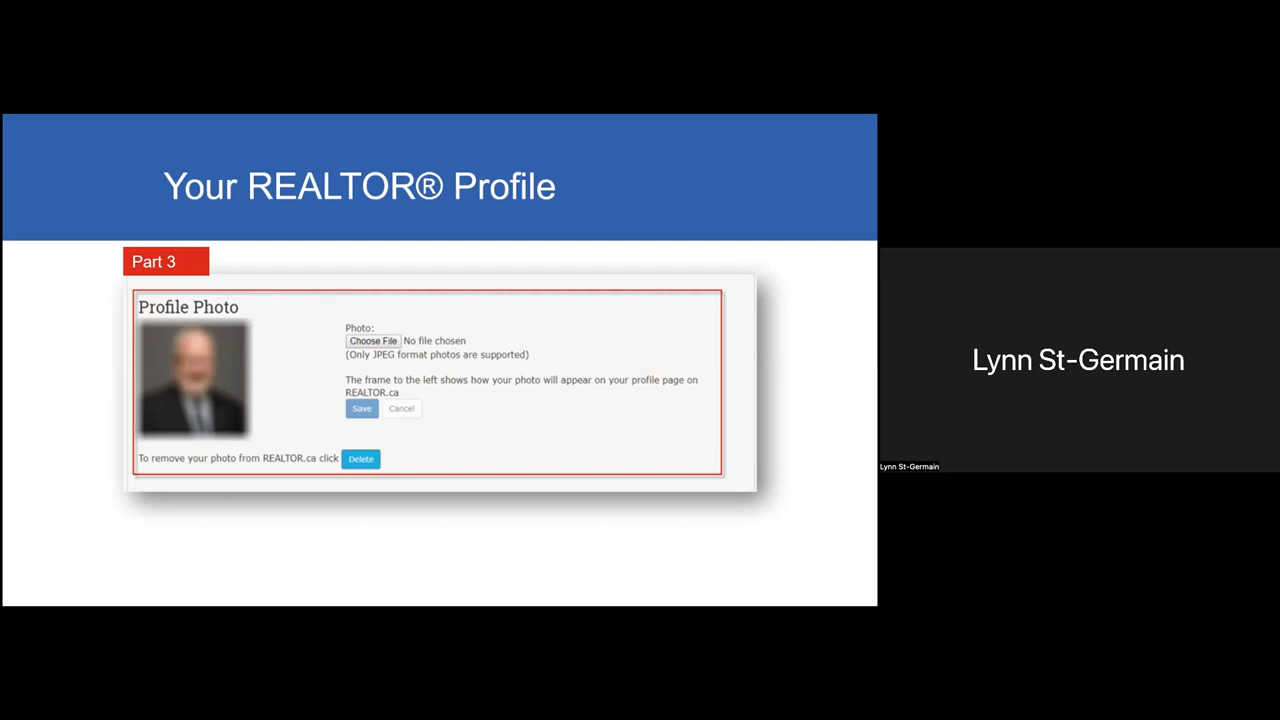 Your REALTOR® Profile
Part 3
Profile Photo
Photo:
Choose File No file chosen
(Only JPEG format photos are supported)
The frame to the left shows how your photo will appear on your profile page on
REALTOR.ca
Save Cancel
To remove your photo from REALTOR.ca click Delete
Lynn St-Germain
Lynn St-Germain